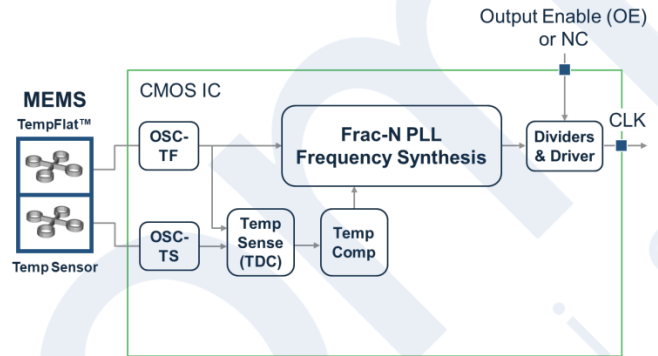 Output Enable (OE)
or NC
MEMS
TempFlat™
CMOS IC
CLK
OSC-
TF
Frac-N PLL
Frequency Synthesis
Dividers
& Driver
OSC-
TS
Temp
Sense
(TDC)
Temp
Comp
Temp Sensor